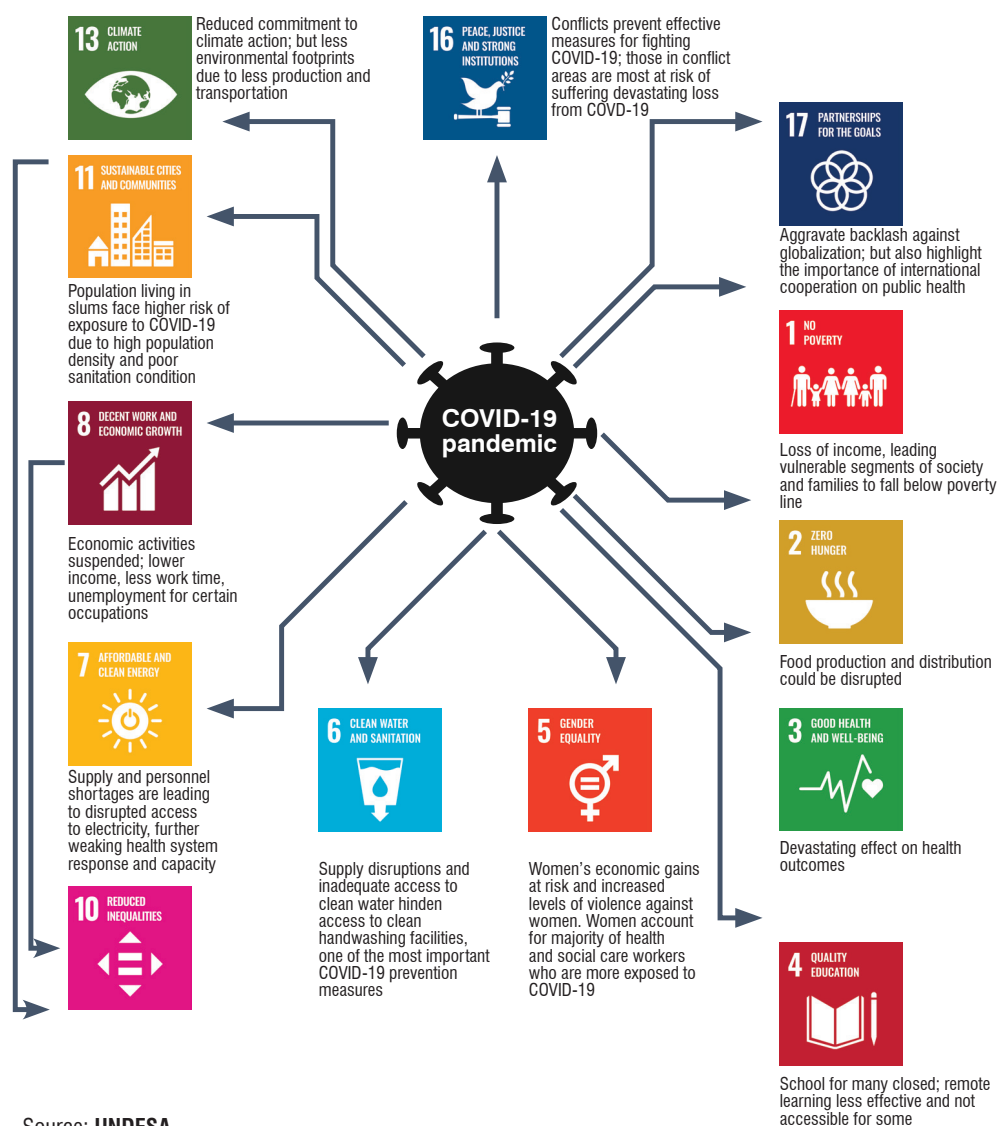 13 CLIMATE
ACTION
Reduced commitment to
climate action; but less
environmental footprints
due to less production and
transportation
16 PEACE, JUSTICE
AND STRONG
INSTITUTIONS
Conflicts prevent effective
measures for fighting
COVID-19; those in conflict
areas are most at risk of
suffering devastating loss
from COVD-19
17 PARTNERSHIPS
FOR THE GOALS
Aggravate backlash against
globalization; but also highlight
the importance of international
cooperation on public health
11 SUSTAINABLE CITIES
AND COMMUNITIES
Population living in
slums face higher risk of
exposure to COVID-19
due to high population
density and poor
sanitation condition
1 NO
POVERTY
Loss of income, leading
vulnerable segments of society
and families to fall below poverty
line
COVID-19
pandemic
8 DECENT WORK AND
ECONOMIC GROWTH
Economic activities
suspended; lower
income, less work time,
unemployment for certain
occupations
2 ZERO
HUNGER
Food production and distribution
could be disrupted
7 AFFORDABLE AND
CLEAN ENERGY
Supply and personnel
shortages are leading
to disrupted access
to electricity, further
weaking health system
response and capacity
6 CLEAN WATER
AND SANITATION
Supply disruptions and
inadequate access to
clean water hinden
access to clean
handwashing facilities,
one of the most important
COVID-19 prevention
measures
5 GENDER
EQUALITY
Women's economic gains
at risk and increased
levels of violence against
women. Women account
for majority of health
and social care workers
who are more exposed to
COVID-19
3 GOOD HEALTH
AND WELL-BEING
Devastating effect on health
outcomes
10 REDUCED
INEQUALITIES
4 QUALITY
EDUCATION
School for many closed; remote
learning less effective and not
accessible for some
Source: UNDESA